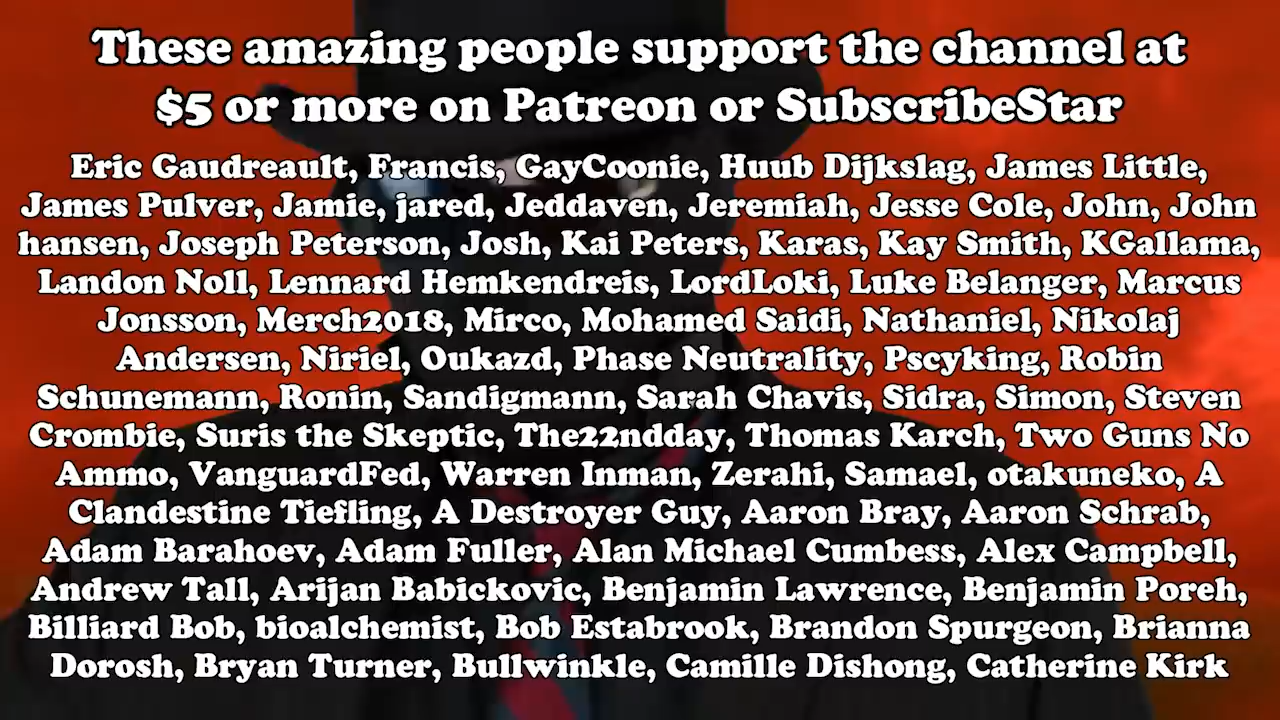 These amazing people support the channel at
$5 or more on Patreon or SubscribeStar
Eric Gaudreault, Francis, GayCoonie, Huub Dijkslag, James Little,
James Pulver, Jamie, jared, Jeddaven, Jeremiah, Jesse Cole, John, John
hansen, Joseph Peterson, Josh, Kai Peters, Karas, Kay Smith, KGallama,
Landon Noll, Lennard Hemkendreis, LordLoki, Luke Belanger, Marcus
Jonsson, Merch2018, Mirco, Mohamed Saidi, Nathaniel, Nikolaj
Andersen, Niriel, Oukazd, Phase Neutrality, Pscyking, Robin
Schunemann, Ronin, Sandigmann, Sarah Chavis, Sidra, Simon, Steven
Crombie, Suris the Skeptic, The22ndday, Thomas Karch, Two Guns No
Ammo, VanguardFed, Warren Inman, Zerahi, Samael, otakuneko, A
Clandestine Tiefling, A Destroyer Guy, Aaron Bray, Aaron Schrab,
Adam Barahoev, Adam Fuller, Alan Michael Cumbess, Alex Campbell,
Andrew Tall, Arijan Babickovic, Benjamin Lawrence, Benjamin Poreh,
Billiard Bob, bioalchemist, Bob Estabrook, Brandon Spurgeon, Brianna
Dorosh, Bryan Turner, Bullwinkle, Camille Dishong, Catherine Kirk